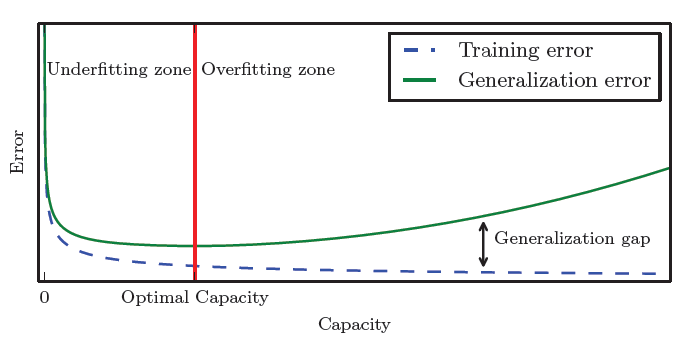 Training error
Generalization error
Underfitting zone
Overfitting zone
Error
Generalization gap
0
Optimal Capacity
Capacity